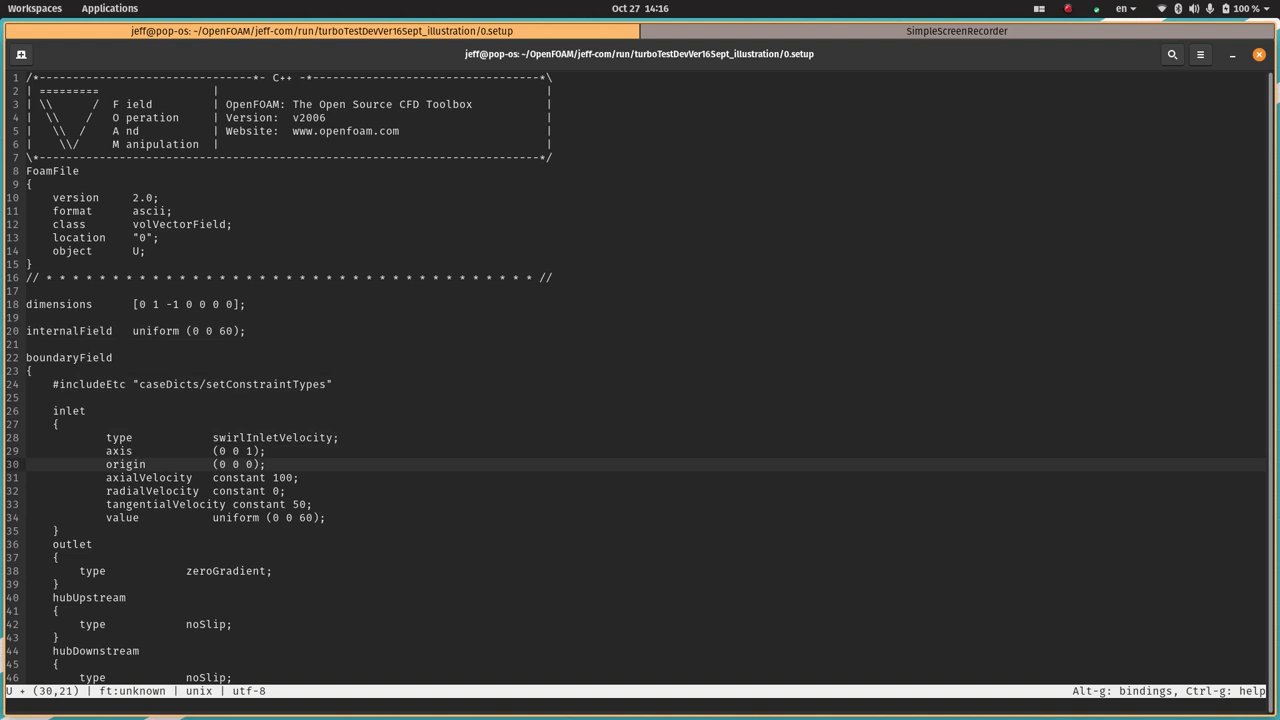 Workspaces Applications Oct 27 14:16 en 100 %
jeff@pop-os: ~/OpenFOAM/jeff-com/run/turboTestDevVer16Sept_illustration/0.setup SimpleScreenRecorder
jeff@pop-os: ~/OpenFOAM/jeff-com/run/turboTestDevVer16Sept_illustration/0.setup
1 /*--------------------------------*- C++ -*----------------------------------*\
2 | =========                 |                                                 |
3 | \\      /  F ield         | OpenFOAM: The Open Source CFD Toolbox           |
4 |  \\    /   O peration     | Version:  v2006                                 |
5 |   \\  /    A nd           | Website:  www.openfoam.com                      |
6 |    \\/     M anipulation  |                                                 |
7 \*---------------------------------------------------------------------------*/
8 FoamFile
9 {
10     version     2.0;
11     format      ascii;
12     class       volVectorField;
13     location    "0";
14     object      U;
15 }
16 // * * * * * * * * * * * * * * * * * * * * * * * * * * * * * * * * * * * * * //
17
18 dimensions      [0 1 -1 0 0 0 0];
19
20 internalField   uniform (0 0 60);
21
22 boundaryField
23 {
24     #includeEtc "caseDicts/setConstraintTypes"
25
26     inlet
27     {
28             type            swirlInletVelocity;
29             axis            (0 0 1);
30             origin          (0 0 0);
31             axialVelocity   constant 100;
32             radialVelocity  constant 0;
33             tangentialVelocity constant 50;
34             value           uniform (0 0 60);
35     }
36     outlet
37     {
38         type            zeroGradient;
39     }
40     hubUpstream
41     {
42         type            noSlip;
43     }
44     hubDownstream
45     {
46         type            noSlip;
U + (30,21) | ft:unknown | unix | utf-8 Alt-g: bindings, Ctrl-g: help